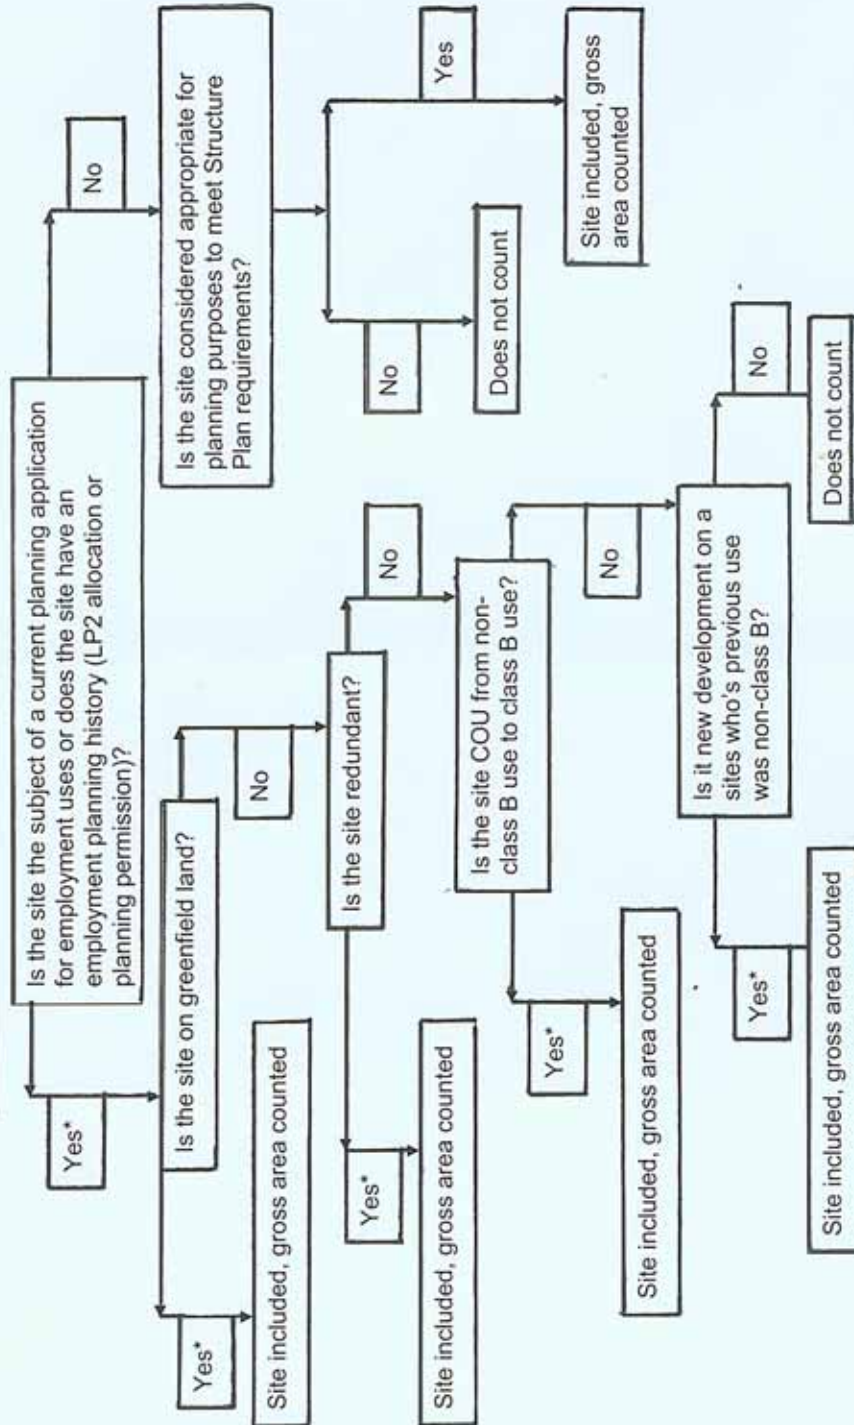 Is the site the subject of a current planning application
for employment uses or does the site have an
employment planning history (LP2 allocation or
planning permission)?
Yes*
No
Is the site on greenfield land?
Is the site considered appropriate for
planning purposes to meet Structure
Plan requirements?
Yes*
No
No
Yes
Site included, gross area counted
Is the site redundant?
Does not count
Site included, gross
area counted
Yes*
No
Site included, gross area counted
Is the site COU from non-
class B use to class B use?
Yes*
No
Site included, gross area counted
Is it new development on a
sites who's previous use
was non-class B?
Yes*
No
Site included, gross area counted
Does not count